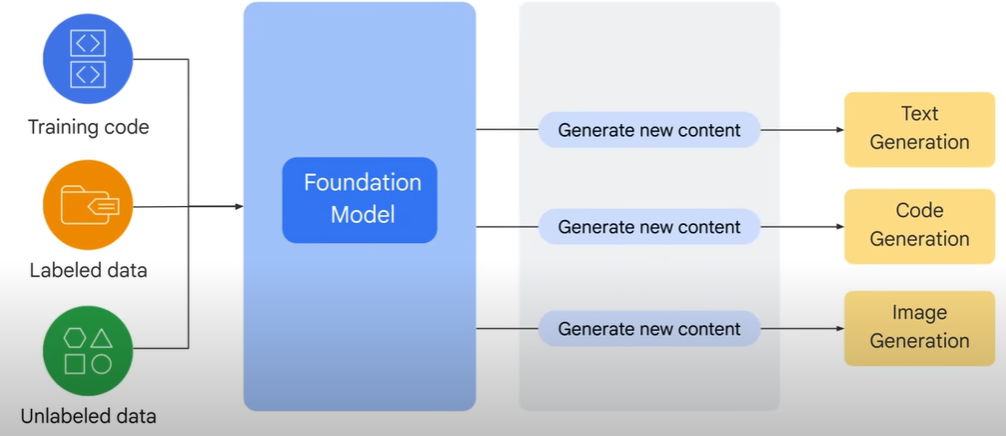 Training code
Labeled data
Unlabeled data
Foundation
Model
Generate new content
Generate new content
Generate new content
Text
Generation
Code
Generation
Image
Generation